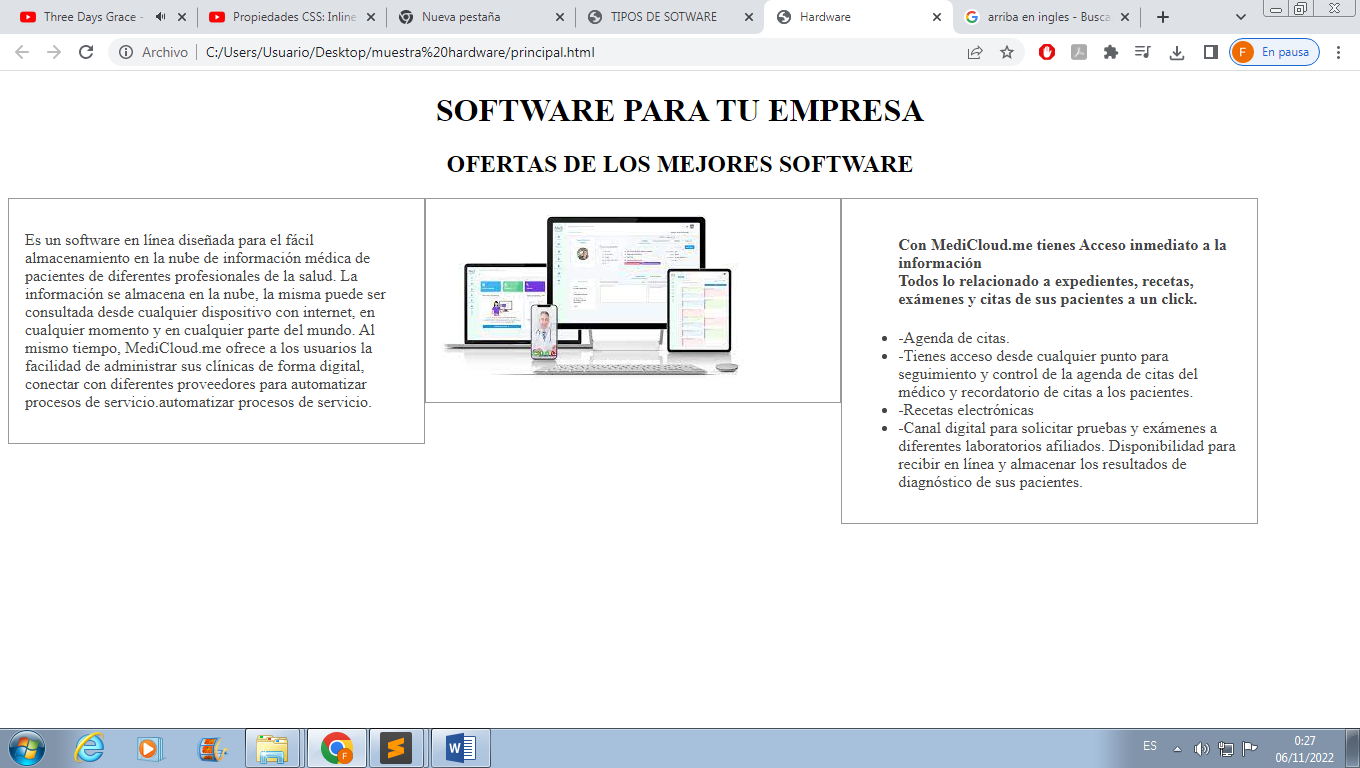 Three Days Grace -
Propiedades CSS: Inline
Nueva pestaña
TIPOS DE SOTWARE
Hardware
arriba en ingles - Busca
Archivo
C:/Users/Usuario/Desktop/muestra%20hardware/principal.html
F
En pausa
SOFTWARE PARA TU EMPRESA
OFERTAS DE LOS MEJORES SOFTWARE
Es un software en línea diseñada para el fácil
almacenamiento en la nube de información médica de
pacientes de diferentes profesionales de la salud. La
información se almacena en la nube, la misma puede ser
consultada desde cualquier dispositivo con internet, en
cualquier momento y en cualquier parte del mundo. Al
mismo tiempo, MediCloud.me ofrece a los usuarios la
facilidad de administrar sus clínicas de forma digital,
conectar con diferentes proveedores para automatizar
procesos de servicio.automatizar procesos de servicio.
Con MediCloud.me tienes Acceso inmediato a la
información
Todos lo relacionado a expedientes, recetas,
exámenes y citas de sus pacientes a un click.
-Agenda de citas.
-Tienes acceso desde cualquier punto para
seguimiento y control de la agenda de citas del
médico y recordatorio de citas a los pacientes.
-Recetas electrónicas
-Canal digital para solicitar pruebas y exámenes a
diferentes laboratorios afiliados. Disponibilidad para
recibir en línea y almacenar los resultados de
diagnóstico de sus pacientes.
ES
0:27
06/11/2022